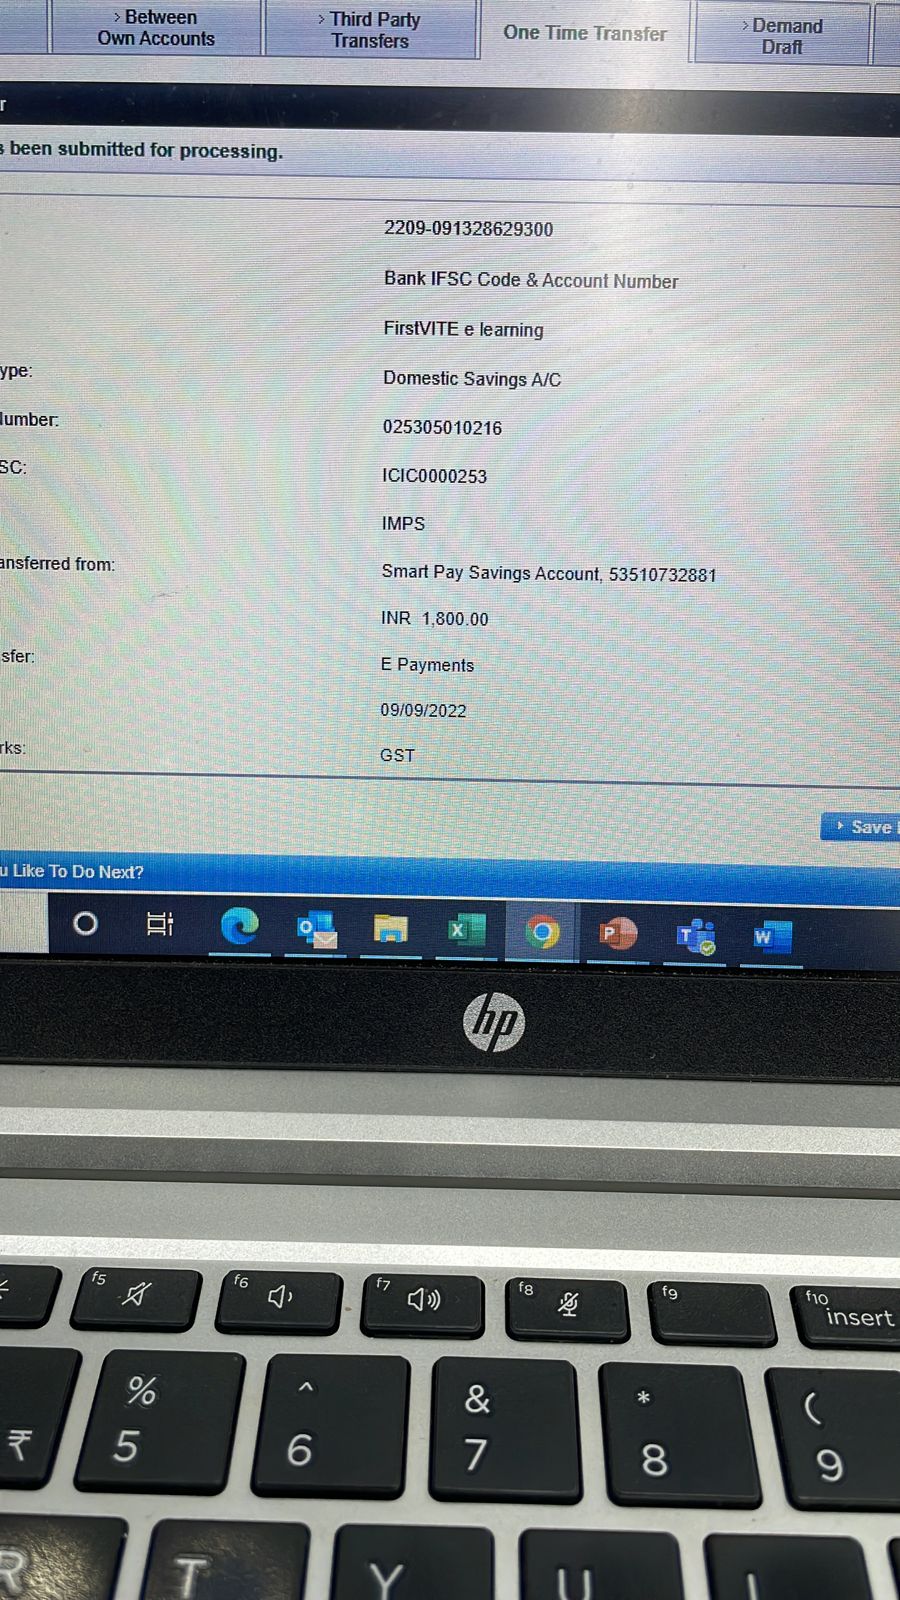 > Between
Own Accounts
> Third Party
Transfers
One Time Transfer
> Demand
Draft
r
s been submitted for processing.
2209-091328629300
Bank IFSC Code & Account Number
FirstVITE e learning
ype:
Domestic Savings A/C
Number:
025305010216
SC:
ICIC0000253
IMPS
ansferred from:
Smart Pay Savings Account, 53510732881
INR 1,800.00
sfer:
E Payments
09/09/2022
rks:
GST
Save
u Like To Do Next?
O
X
P
T
W
hp
f5
f6
f7
f8
f9
f10
insert
₹
%
5
^
6
&
7
*
8
(
9
R
T
Y
U